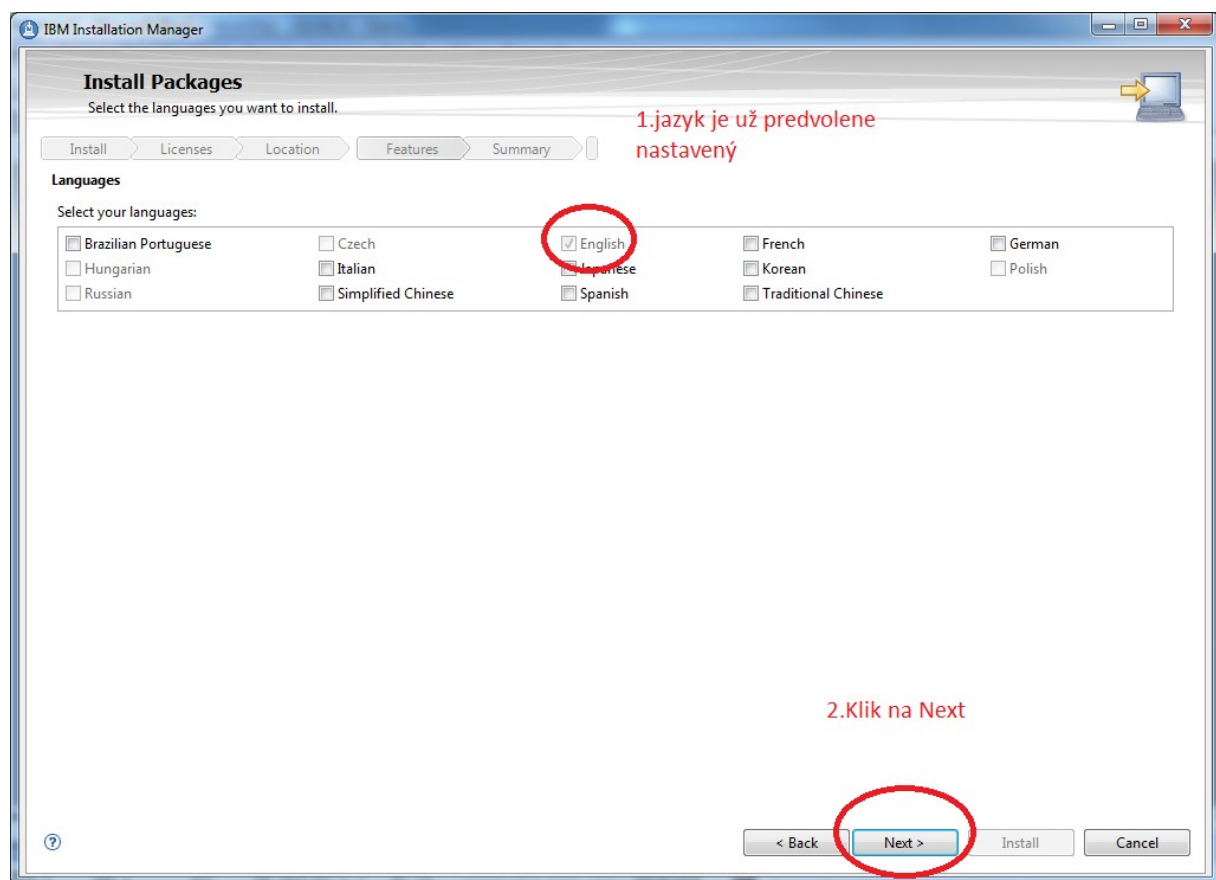 IBM Installation Manager
Install Packages
Select the languages you want to install.
1.jazyk je už predvolene
nastavený
Install Licenses Location Features Summary
Languages
Select your languages:
Brazilian Portuguese Czech English French German
Hungarian Italian Japanese Korean Polish
Russian Simplified Chinese Spanish Traditional Chinese
2.Klik na Next
? < Back Next > Install Cancel